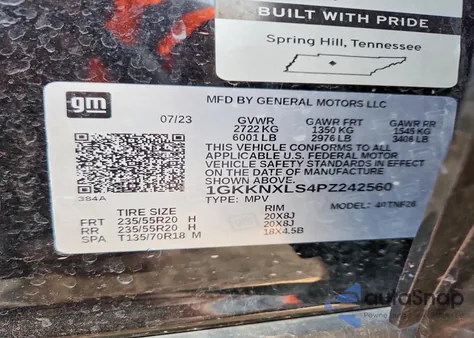 BUILT WITH PRIDE
Spring Hill, Tennessee
gm
MFD BY GENERAL MOTORS LLC
07/23
GVWR GAWR FRT GAWR RR
2722 KG 1350 KG 1545 KG
6001 LB 2976 LB 3406 LB
THIS VEHICLE CONFORMS TO ALL
APPLICABLE U.S. FEDERAL MOTOR
VEHICLE SAFETY STANDARDS IN EFFECT
ON THE DATE OF MANUFACTURE
SHOWN ABOVE.
1GKKNXLS4PZ242560
TYPE: MPV MODEL:
384A
TIRE SIZE RIM
FRT 235/55R20 H 20X8J
RR 235/55R20 H 20X8J
SPA T135/70R18 M 18X4.5B
autoSnap